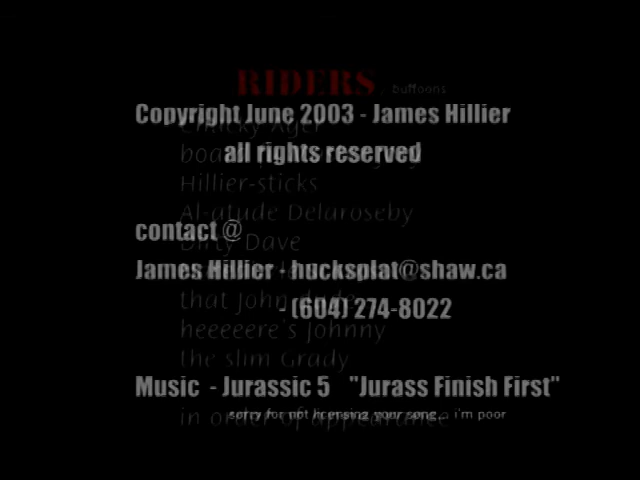 RIDERS. buffoons
Copyright June 2003 - James Hillier
all rights reserved
Hillier-sticks
Al-atude Delaroseby
contact @
Dirty Dave
James Hillier - hucksplat@shaw.ca
that John dude
- (604) 274-8022
heeeeere's Johnny
the slim Grady
Music - Jurassic 5 "Jurass Finish First"
sorry for not licensing your song... i'm poor
in order of appearance